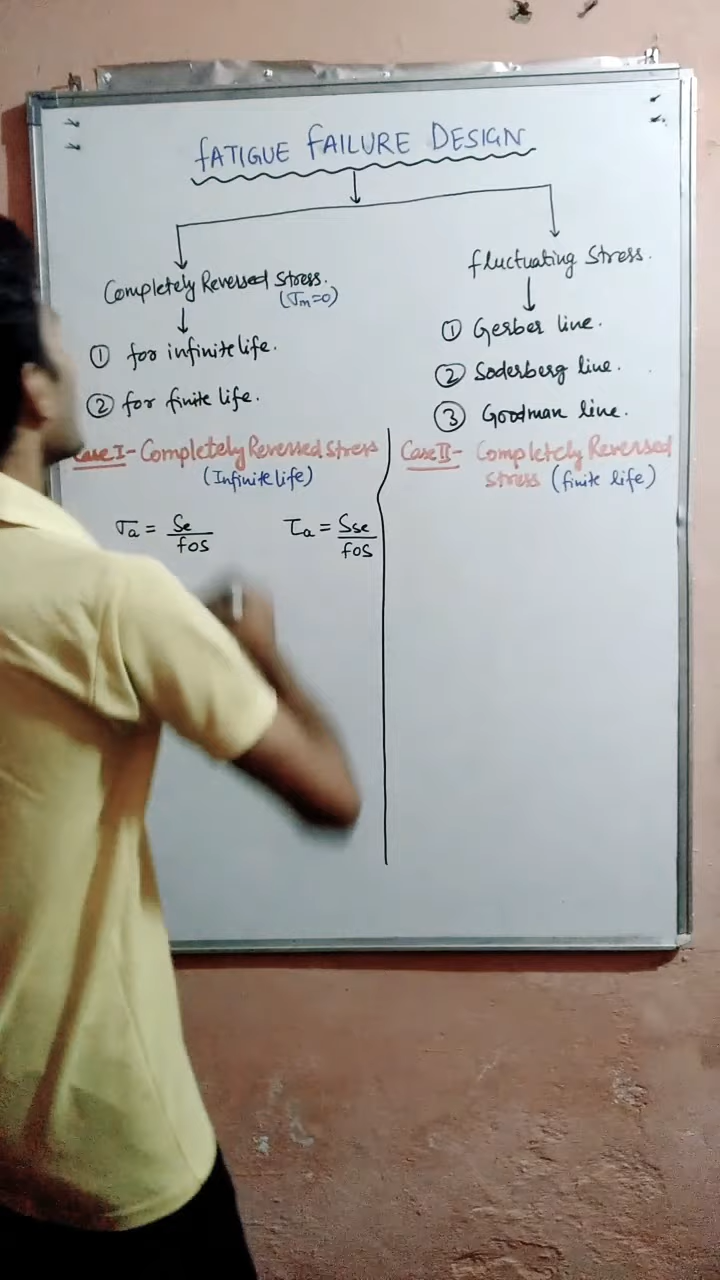 FATIGUE FAILURE DESIGN
Completely Reversed Stress.
(σm=0)
① for infinite life.
② for finite life.
fluctuating Stress.
① Gerber line.
② Soderberg line.
③ Goodman line.
Case I - Completely Reversed Stress
(Infinite life)
σa = Se/fos
τa = Sse/fos
Case II - Completely Reversed
Stress (finite life)